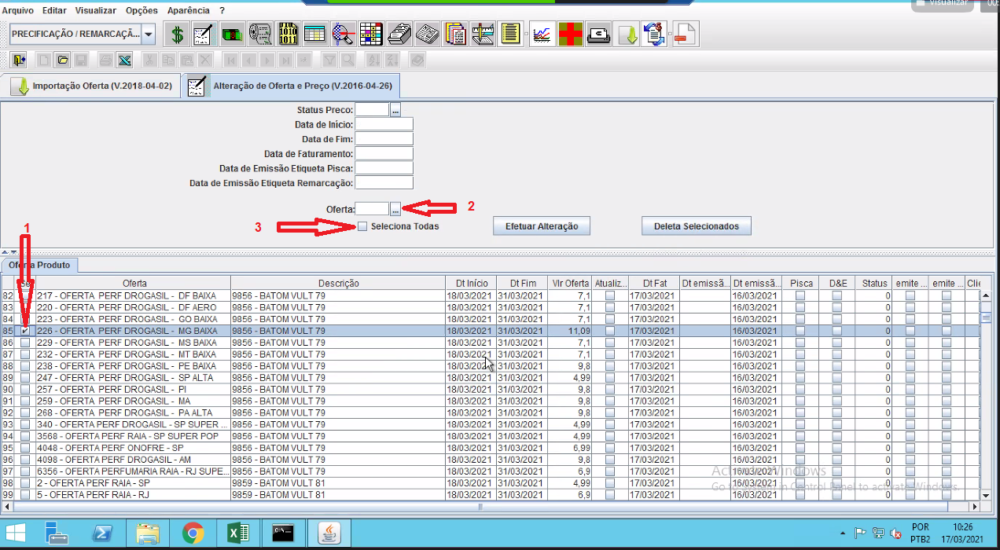 Visualizar 00:
Arquivo Editar Visualizar Opções Aparência ?
PRECIFICAÇÃO / REMARCAÇÃ...
Importação Oferta (V.2018-04-02) Alteração de Oferta e Preço (V.2016-04-26)
Status Preco: ...
Data de Início:
Data de Fim:
Data de Faturamento:
Data de Emissão Etiqueta Pisca:
Data de Emissão Etiqueta Remarcação:
Oferta: ... 2
1 3 Seleciona Todas Efetuar Alteração Deleta Selecionados
Produto
Oferta Descrição Dt Início Dt Fim Vlr Oferta Atualiz... Dt Fat Dt emissã... Dt emissã... Pisca D&E Status emite ... emite ... Clie
82 217 - OFERTA PERF DROGASIL - DF BAIXA 9856 - BATOM VULT 79 18/03/2021 31/03/2021 7,1 17/03/2021 16/03/2021 0
83 220 - OFERTA PERF DROGASIL - DF AERO 9856 - BATOM VULT 79 18/03/2021 31/03/2021 7,1 17/03/2021 16/03/2021 0
84 223 - OFERTA PERF DROGASIL - GO BAIXA 9856 - BATOM VULT 79 18/03/2021 31/03/2021 7,1 17/03/2021 16/03/2021 0
85 226 - OFERTA PERF DROGASIL - MG BAIXA 9856 - BATOM VULT 79 18/03/2021 31/03/2021 11,09 17/03/2021 16/03/2021 0
86 229 - OFERTA PERF DROGASIL - MS BAIXA 9856 - BATOM VULT 79 18/03/2021 31/03/2021 7,1 17/03/2021 16/03/2021 0
87 232 - OFERTA PERF DROGASIL - MT BAIXA 9856 - BATOM VULT 79 18/03/2021 31/03/2021 7,1 17/03/2021 16/03/2021 0
88 238 - OFERTA PERF DROGASIL - PE BAIXA 9856 - BATOM VULT 79 18/03/2021 31/03/2021 9,8 17/03/2021 16/03/2021 0
89 247 - OFERTA PERF DROGASIL - SP ALTA 9856 - BATOM VULT 79 18/03/2021 31/03/2021 4,99 17/03/2021 16/03/2021 0
90 257 - OFERTA PERF DROGASIL - PI 9856 - BATOM VULT 79 18/03/2021 31/03/2021 9,8 17/03/2021 16/03/2021 0
91 259 - OFERTA PERF DROGASIL - MA 9856 - BATOM VULT 79 18/03/2021 31/03/2021 9,8 17/03/2021 16/03/2021 0
92 268 - OFERTA PERF DROGASIL - PA ALTA 9856 - BATOM VULT 79 18/03/2021 31/03/2021 9,8 17/03/2021 16/03/2021 0
93 340 - OFERTA PERF DROGASIL - SP SUPER ... 9856 - BATOM VULT 79 18/03/2021 31/03/2021 4,99 17/03/2021 16/03/2021 0
94 3568 - OFERTA PERF RAIA - SP SUPER POP 9856 - BATOM VULT 79 18/03/2021 31/03/2021 4,99 17/03/2021 16/03/2021 0
95 4048 - OFERTA PERF ONOFRE - SP 9856 - BATOM VULT 79 18/03/2021 31/03/2021 6,99 17/03/2021 16/03/2021 0
96 4098 - OFERTA PERF DROGASIL - AM 9856 - BATOM VULT 79 18/03/2021 31/03/2021 9,8 17/03/2021 16/03/2021 0
97 6356 - OFERTA PERFUMARIA RAIA - RJ SUPE... 9856 - BATOM VULT 79 18/03/2021 31/03/2021 6,9 17/03/2021 16/03/2021 0
98 2 - OFERTA PERF RAIA - SP 9859 - BATOM VULT 81 18/03/2021 31/03/2021 4,99 17/03/2021 16/03/2021 0
99 5 - OFERTA PERF RAIA - RJ 9859 - BATOM VULT 81 18/03/2021 31/03/2021 6,9 17/03/2021 16/03/2021 0
Activate Windows
Go to System in Control Panel to activate Windows.
POR 10:26
PTB2 17/03/2021